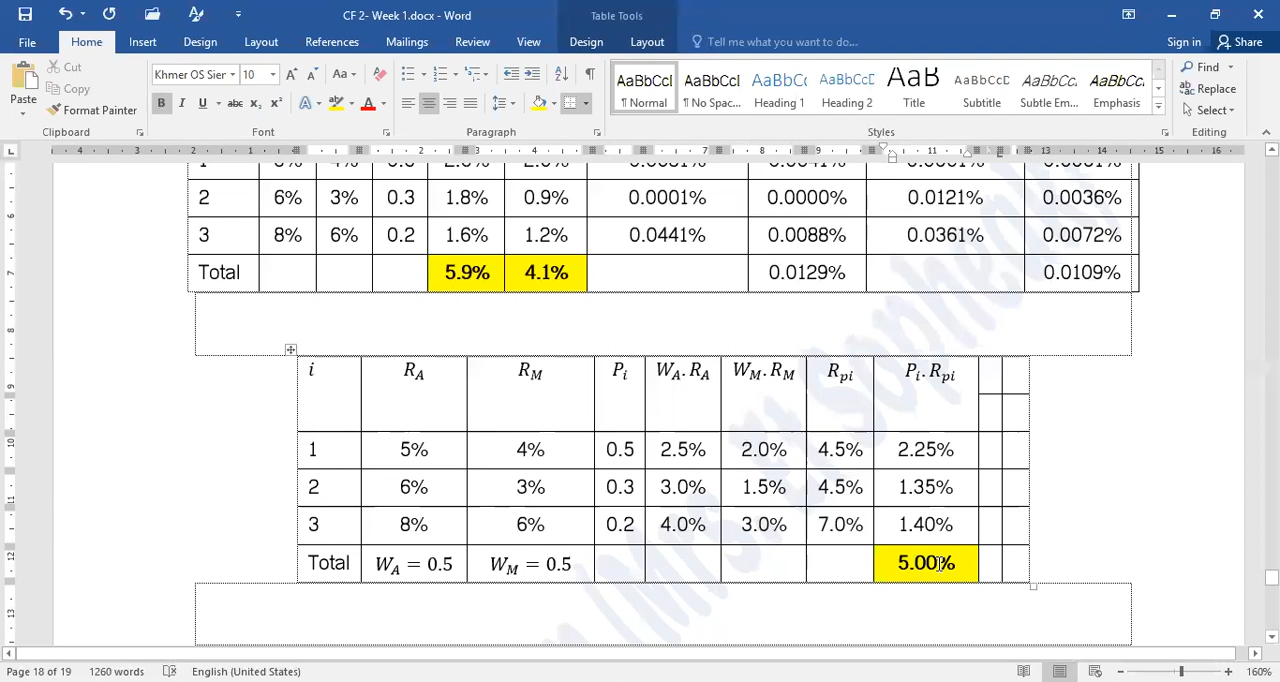 CF 2- Week 1.docx - Word
Table Tools
File Home Insert Design Layout References Mailings Review View Design Layout Tell me what you want to do... Sign in Share
Paste
Cut
Copy
Format Painter
Clipboard
Khmer OS Sier 10
Font
Paragraph
AaBbCcI AaBbCcI AaBbCc AaBbCcL AaB AaBbCcD AaBbCcL AaBbCcL
¶ Normal ¶ No Spac... Heading Heading 2 Title Subtitle Subtle Em... Emphasis
Styles
Find
Replace
Select
Editing
2 6% 3% 0.3 1.8% 0.9% 0.0001% 0.0000% 0.0121% 0.0036%
3 8% 6% 0.2 1.6% 1.2% 0.0441% 0.0088% 0.0361% 0.0072%
Total 5.9% 4.1% 0.0129% 0.0109%
i R_A R_M P_i W_A.R_A W_M.R_M R_pi P_i.R_pi
1 5% 4% 0.5 2.5% 2.0% 4.5% 2.25%
2 6% 3% 0.3 3.0% 1.5% 4.5% 1.35%
3 8% 6% 0.2 4.0% 3.0% 7.0% 1.40%
Total W_A = 0.5 W_M = 0.5 5.00%
Page 18 of 19 1260 words English (United States) 160%